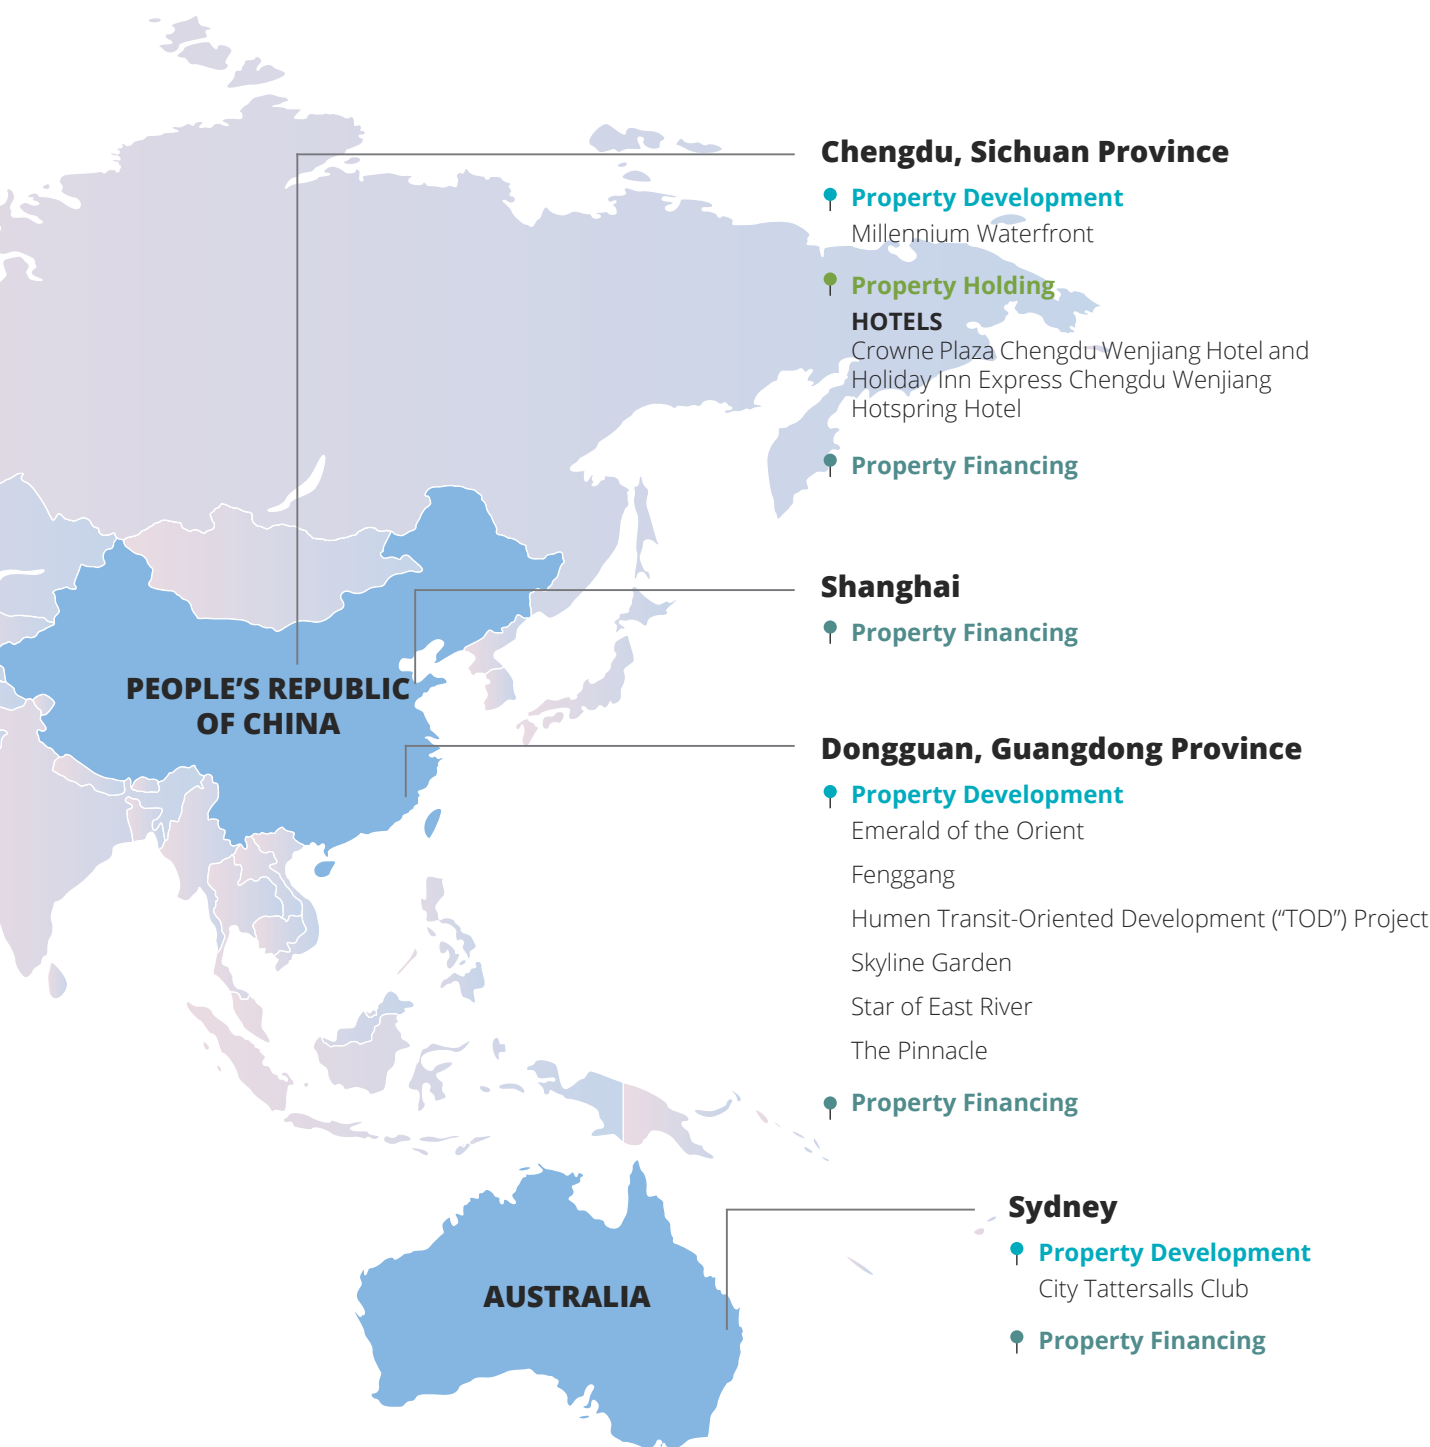 Chengdu, Sichuan Province
Property Development
Millennium Waterfront
Property Holding
HOTELS
Crowne Plaza Chengdu Wenjiang Hotel and
Holiday Inn Express Chengdu Wenjiang
Hotspring Hotel
Property Financing
Shanghai
Property Financing
PEOPLE’S REPUBLIC
OF CHINA
Dongguan, Guangdong Province
Property Development
Emerald of the Orient
Fenggang
Humen Transit-Oriented Development (“TOD”) Project
Skyline Garden
Star of East River
The Pinnacle
Property Financing
Sydney
Property Development
City Tattersalls Club
Property Financing
AUSTRALIA